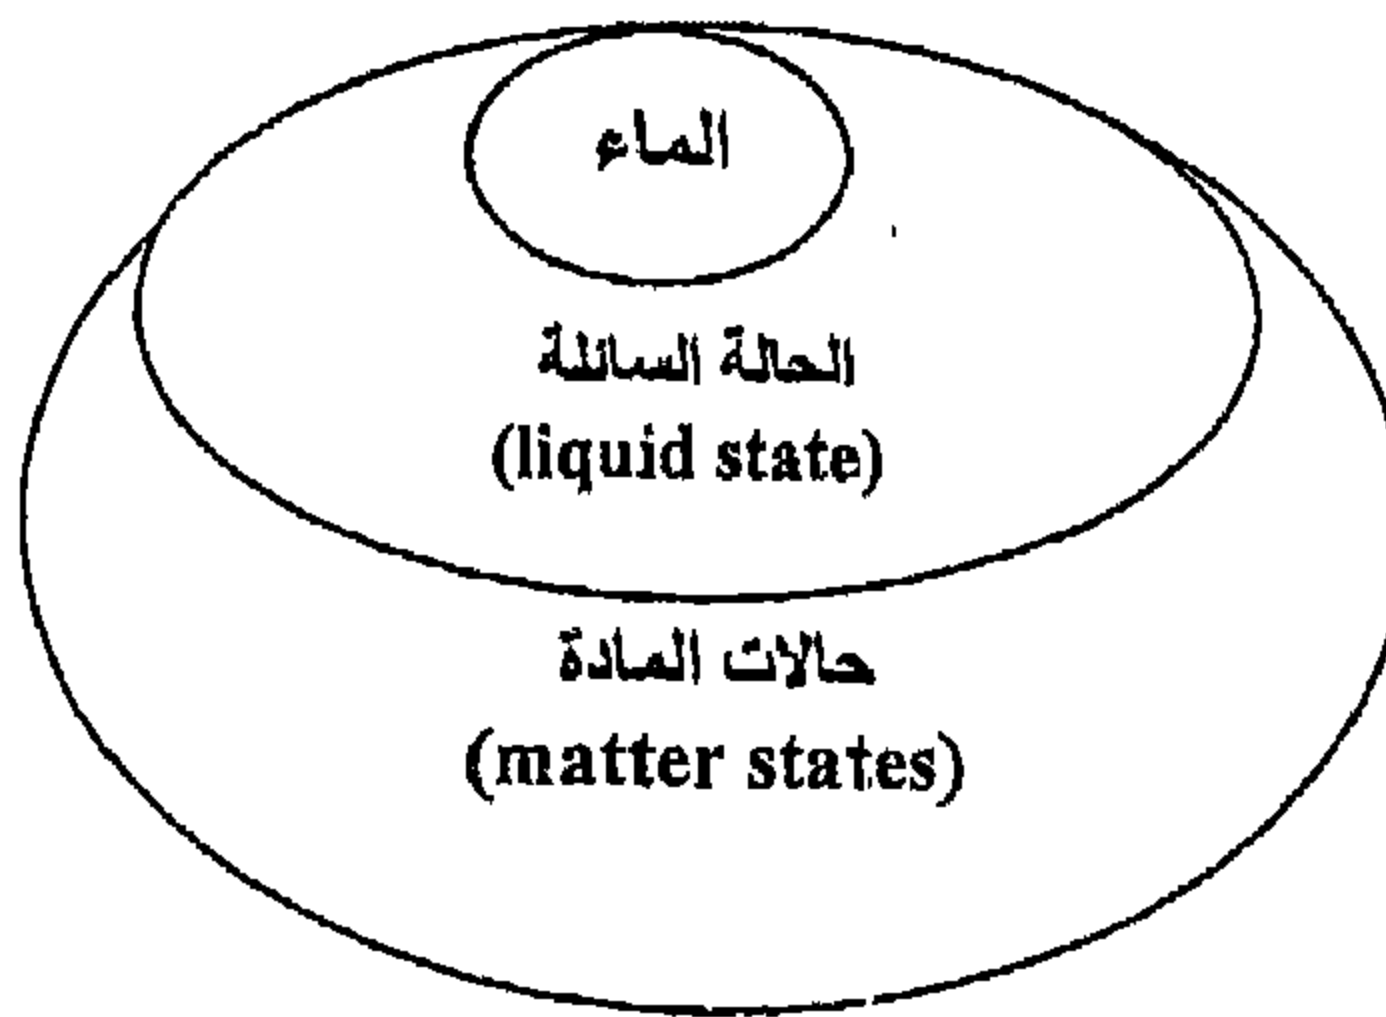 الماء
الحالة السائلة
(liquid state)
حالات المادة
(matter states)